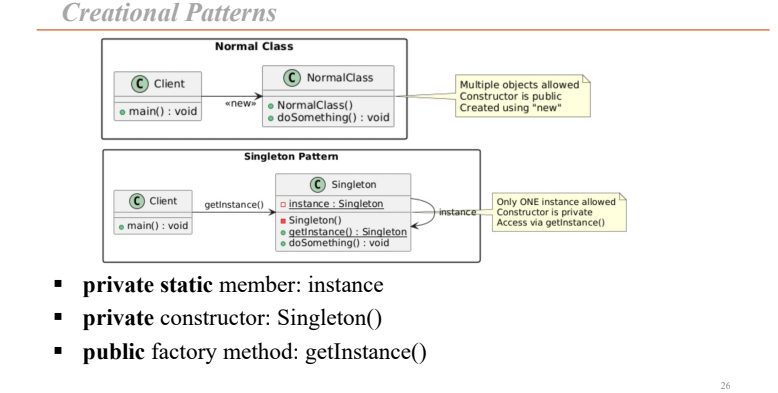 Creational Patterns
Normal Class
C Client
main() : void
«new»
C NormalClass
NormalClass()
doSomething() : void
Multiple objects allowed
Constructor is public
Created using "new"
Singleton Pattern
C Client
main() : void
getInstance()
C Singleton
instance : Singleton
Singleton()
getInstance() : Singleton
doSomething() : void
instance
Only ONE instance allowed
Constructor is private
Access via getInstance()
▪ private static member: instance
▪ private constructor: Singleton()
▪ public factory method: getInstance()
26